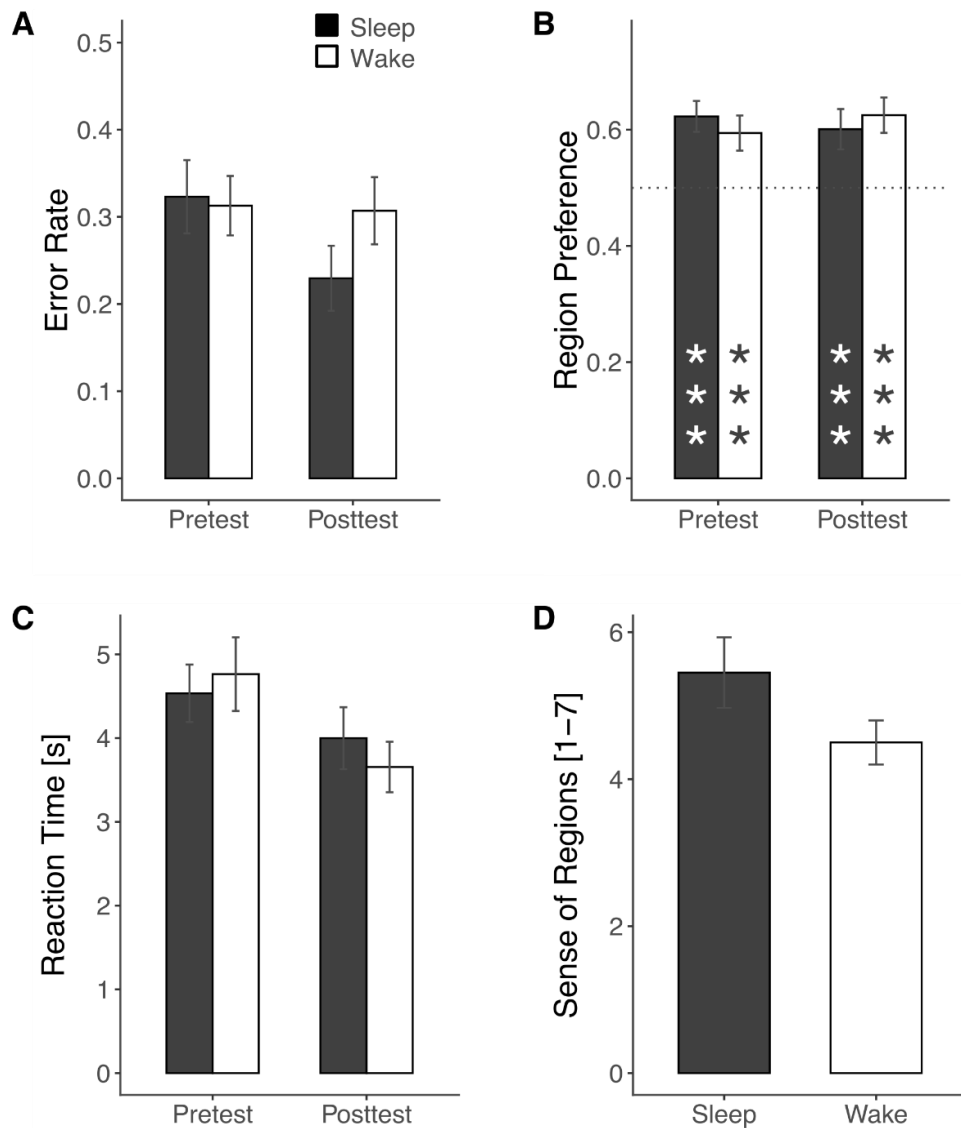 A
Sleep
Wake
0.5
0.4
0.3
0.2
0.1
0.0
Error Rate
Pretest
Posttest
B
0.6
0.4
0.2
0.0
Region Preference
* *
* *
* *
* *
* *
* *
Pretest
Posttest
C
5
4
3
2
1
0
Reaction Time [s]
Pretest
Posttest
D
6
4
2
0
Sense of Regions [1−7]
Sleep
Wake